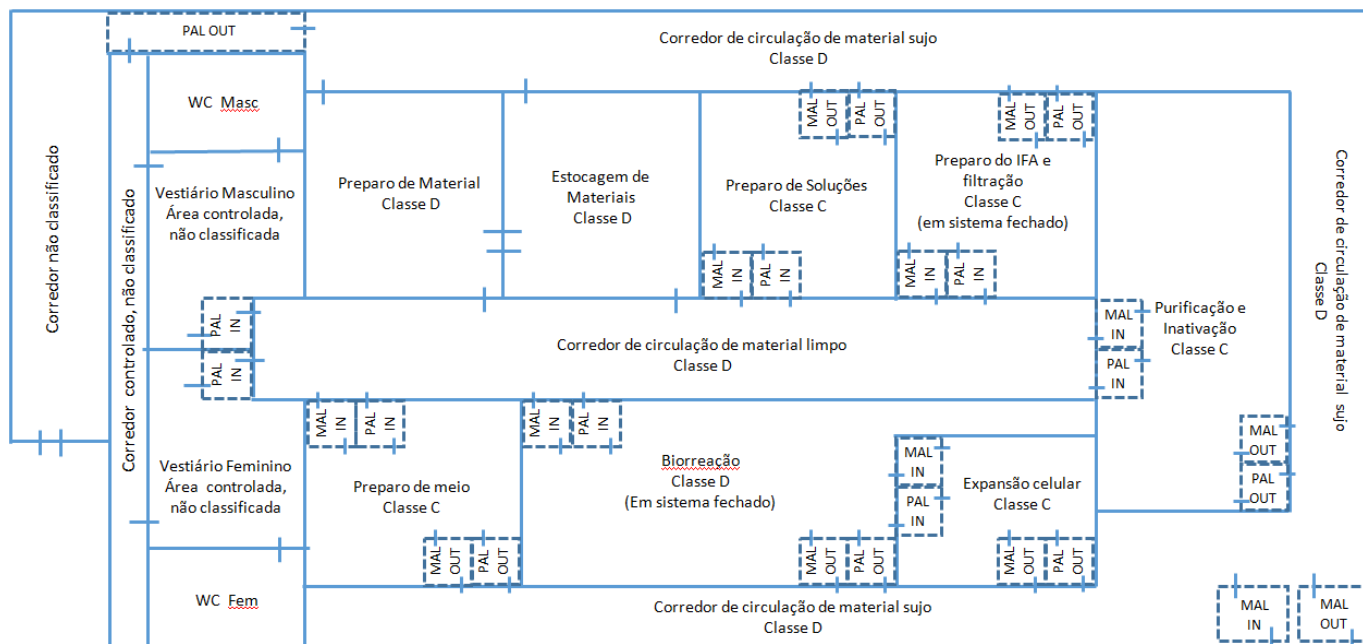 PAL OUT
Corredor de circulação de material sujo
Classe D
WC Masc
Corredor não classificado
Corredor controlado, não classificado
Vestiário Masculino
Área controlada,
não classificada
Preparo de Material
Classe D
Estocagem de
Materiais
Classe D
MAL
OUT
PAL
OUT
Preparo de Soluções
Classe C
MAL
IN
PAL
IN
MAL
OUT
PAL
OUT
Preparo do IFA e
filtração
Classe C
(em sistema fechado)
MAL
IN
PAL
IN
Corredor de circulação de material sujo
Classe D
PAL
IN
PAL
IN
Corredor de circulação de material limpo
Classe D
MAL
IN
PAL
IN
Purificação e
Inativação
Classe C
MAL
OUT
PAL
OUT
Vestiário Feminino
Área controlada,
não classificada
MAL
IN
PAL
IN
Preparo de meio
Classe C
MAL
OUT
PAL
OUT
MAL
IN
PAL
IN
Biorreação
Classe D
(Em sistema fechado)
MAL
OUT
PAL
OUT
MAL
IN
PAL
IN
Expansão celular
Classe C
MAL
OUT
PAL
OUT
WC Fem
Corredor de circulação de material sujo
Classe D
MAL
IN
MAL
OUT